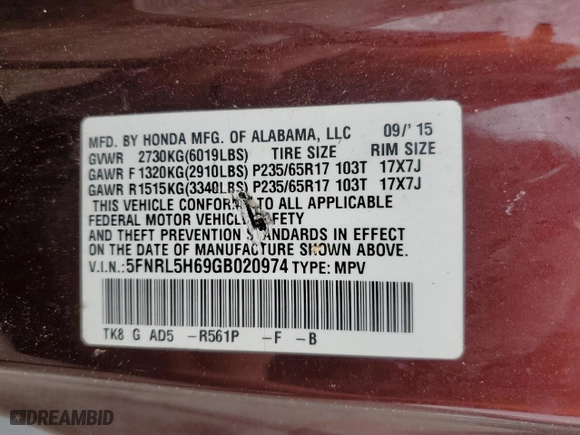 MFD. BY HONDA MFG. OF ALABAMA, LLC 09/'15
GVWR 2730KG(6019LBS) TIRE SIZE RIM SIZE
GAWR F 1320KG(2910LBS) P235/65R17 103T 17X7J
GAWR R1515KG(3340LBS) P235/65R17 103T 17X7J
THIS VEHICLE CONFORMS TO ALL APPLICABLE
FEDERAL MOTOR VEHICLE SAFETY
AND THEFT PREVENTION STANDARDS IN EFFECT
ON THE DATE OF MANUFACTURE SHOWN ABOVE.
V.I.N.:5FNRL5H69GB020974 TYPE: MPV
TK8 G AD5 -R561P -F -B
DREAMBID